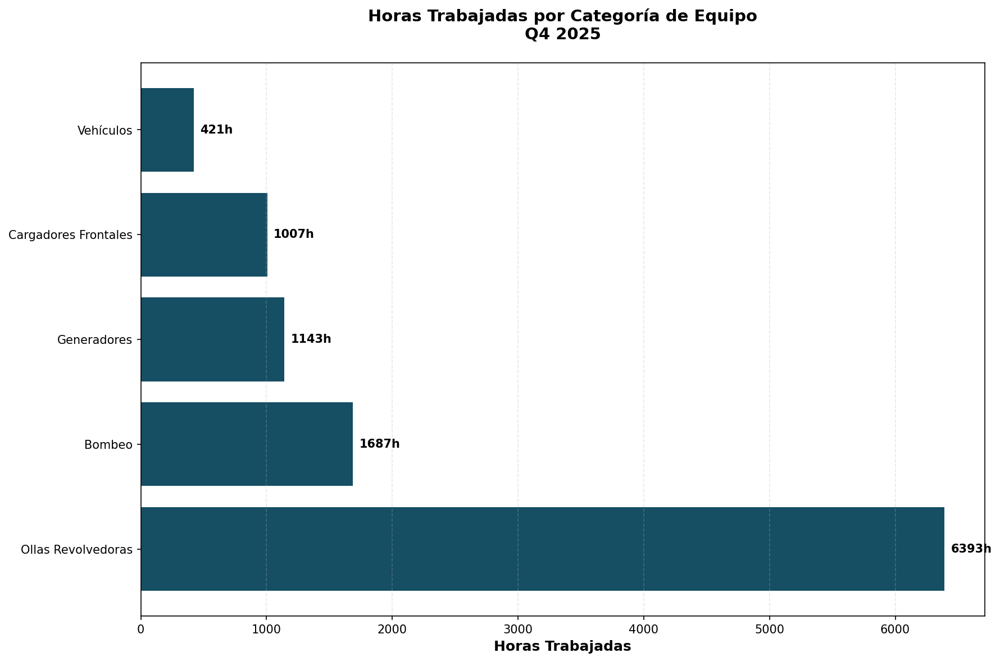 Horas Trabajadas por Categoría de Equipo
Q4 2025
Vehículos
421h
Cargadores Frontales
1007h
Generadores
1143h
Bombeo
1687h
Ollas Revolvedoras
6393h
0 1000 2000 3000 4000 5000 6000
Horas Trabajadas